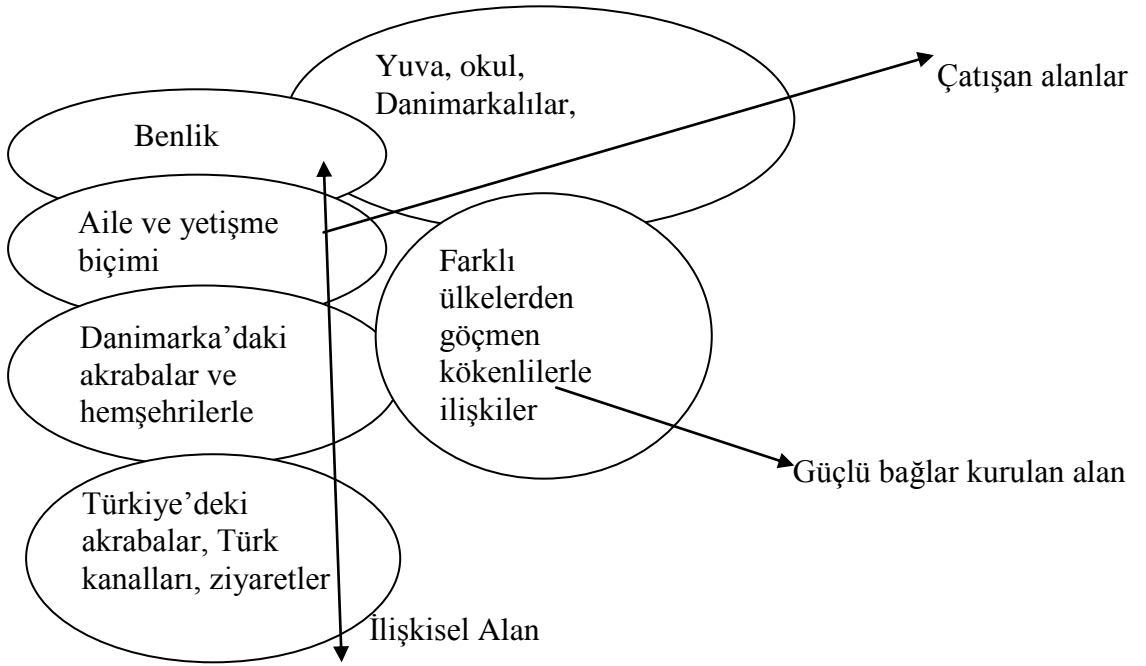 Yuva, okul,
Danimarkalılar,
Çatışan alanlar
Benlik
Aile ve yetişme
biçimi
Farklı
ülkelerden
göçmen
kökenlilerle
ilişkiler
Danimarka’daki
akrabalar ve
hemşehrilerle
Güçlü bağlar kurulan alan
Türkiye’deki
akrabalar, Türk
kanalları, ziyaretler
İlişkisel Alan